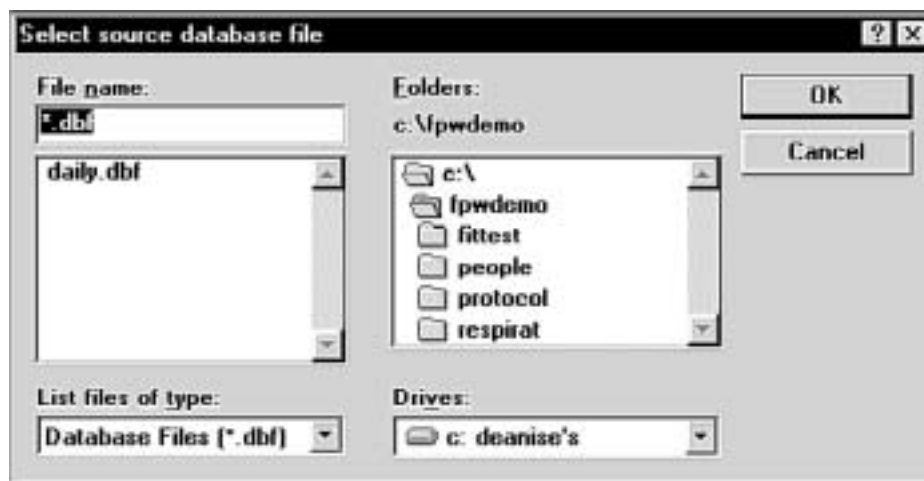 Select source database file
File name:
*.dbf
daily.dbf
List files of type:
Database Files (*.dbf)
Folders:
c:\fpwdemo
c:\
fpwdemo
fittest
people
protocol
respirat
Drives:
c: deanise's
OK
Cancel